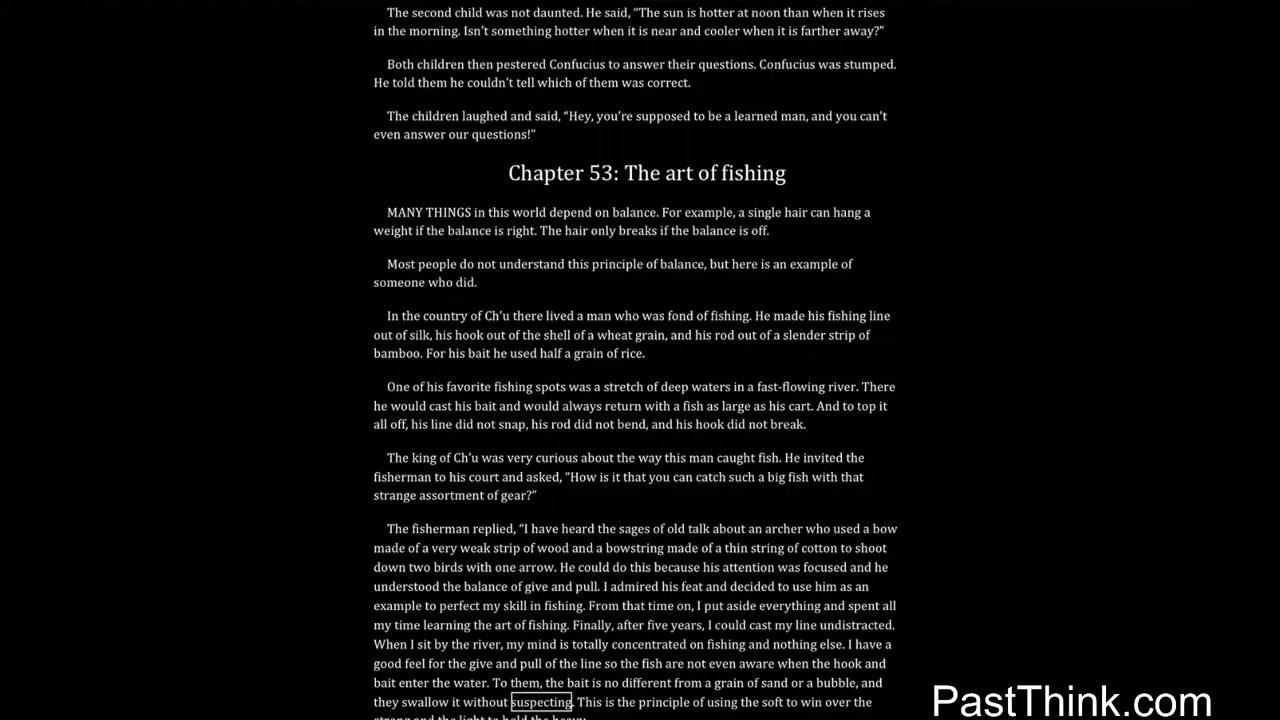 The second child was not daunted. He said, “The sun is hotter at noon than when it rises
in the morning. Isn’t something hotter when it is near and cooler when it is farther away?”
Both children then pestered Confucius to answer their questions. Confucius was stumped.
He told them he couldn’t tell which of them was correct.
The children laughed and said, “Hey, you’re supposed to be a learned man, and you can’t
even answer our questions!”
Chapter 53: The art of fishing
MANY THINGS in this world depend on balance. For example, a single hair can hang a
weight if the balance is right. The hair only breaks if the balance is off.
Most people do not understand this principle of balance, but here is an example of
someone who did.
In the country of Ch’u there lived a man who was fond of fishing. He made his fishing line
out of silk, his hook out of the shell of a wheat grain, and his rod out of a slender strip of
bamboo. For his bait he used half a grain of rice.
One of his favorite fishing spots was a stretch of deep waters in a fast-flowing river. There
he would cast his bait and would always return with a fish as large as his cart. And to top it
all off, his line did not snap, his rod did not bend, and his hook did not break.
The king of Ch’u was very curious about the way this man caught fish. He invited the
fisherman to his court and asked, “How is it that you can catch such a big fish with that
strange assortment of gear?”
The fisherman replied, “I have heard the sages of old talk about an archer who used a bow
made of a very weak strip of wood and a bowstring made of a thin string of cotton to shoot
down two birds with one arrow. He could do this because his attention was focused and he
understood the balance of give and pull. I admired his feat and decided to use him as an
example to perfect my skill in fishing. From that time on, I put aside everything and spent all
my time learning the art of fishing. Finally, after five years, I could cast my line undistracted.
When I sit by the river, my mind is totally concentrated on fishing and nothing else. I have a
good feel for the give and pull of the line so the fish are not even aware when the hook and
bait enter the water. To them, the bait is no different from a grain of sand or a bubble, and
they swallow it without suspecting. This is the principle of using the soft to win over the
strong and the light to hold the heavy
PastThink.com